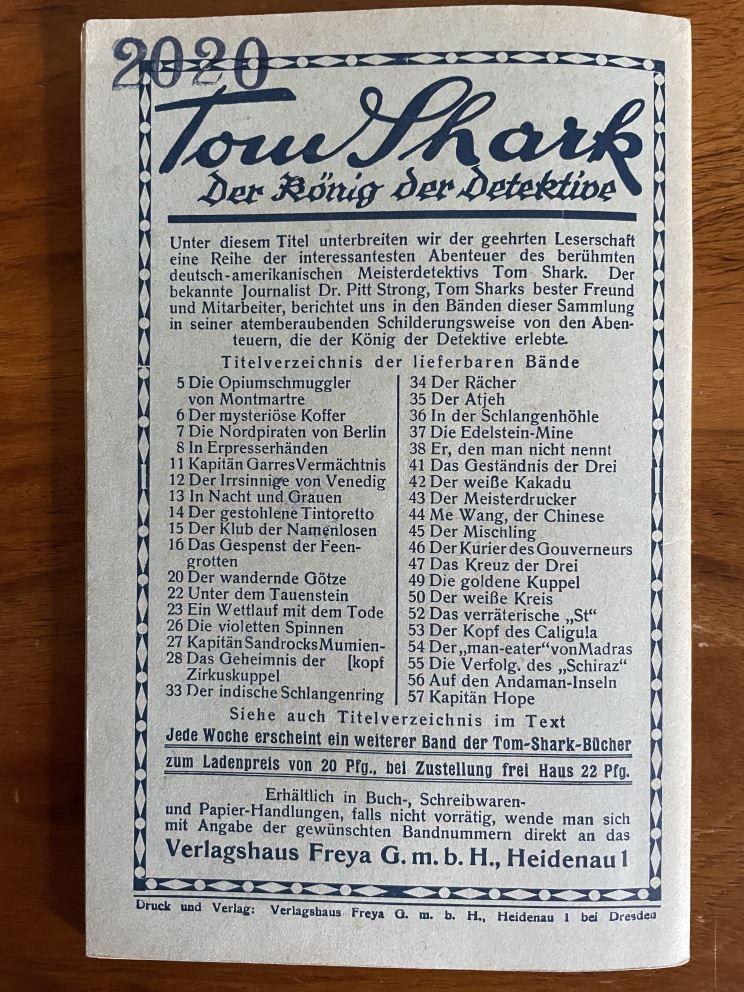 2020
Tom Shark
Der König der Detektive
Unter diesem Titel unterbreiten wir der geehrten Leserschaft
eine Reihe der interessantesten Abenteuer des berühmten
deutsch-amerikanischen Meisterdetektivs Tom Shark. Der
bekannte Journalist Dr. Pitt Strong, Tom Sharks bester Freund
und Mitarbeiter, berichtet uns in den Bänden dieser Sammlung
in seiner atemberaubenden Schilderungsweise von den Aben-
teuern, die der König der Detektive erlebte.
Titelverzeichnis der lieferbaren Bände
5 Die Opiumschmuggler
von Montmartre
6 Der mysteriöse Koffer
7 Die Nordpiraten von Berlin
8 In Erpresserhänden
11 Kapitän Garres Vermächtnis
12 Der Irrsinnige von Venedig
13 In Nacht und Grauen
14 Der gestohlene Tintoretto
15 Der Klub der Namenlosen
16 Das Gespenst der Feen-
grotten
20 Der wandernde Götze
22 Unter dem Tauenstein
23 Ein Wettlauf mit dem Tode
26 Die violetten Spinnen
27 Kapitän Sandrocks Mumien-
28 Das Geheimnis der [kopf
Zirkuskuppel
33 Der indische Schlangenring
34 Der Rächer
35 Der Atjeh
36 In der Schlangenhöhle
37 Die Edelstein-Mine
38 Er, den man nicht nennt
41 Das Geständnis der Drei
42 Der weiße Kakadu
43 Der Meisterdrucker
44 Me Wang, der Chinese
45 Der Mischling
46 Der Kurier des Gouverneurs
47 Das Kreuz der Drei
49 Die goldene Kuppel
50 Der weiße Kreis
52 Das verräterische „St“
53 Der Kopf des Caligula
54 Der „man-eater“ von Madras
55 Die Verfolg. des „Schiraz“
56 Auf den Andaman-Inseln
57 Kapitän Hope
Siehe auch Titelverzeichnis im Text
Jede Woche erscheint ein weiterer Band der Tom-Shark-Bücher
zum Ladenpreis von 20 Pfg., bei Zustellung frei Haus 22 Pfg.
Erhältlich in Buch-, Schreibwaren-
und Papier-Handlungen, falls nicht vorrätig, wende man sich
mit Angabe der gewünschten Bandnummern direkt an das
Verlagshaus Freya G. m. b. H., Heidenau 1
Druck und Verlag: Verlagshaus Freya G. m. b. H., Heidenau 1 bei Dresden